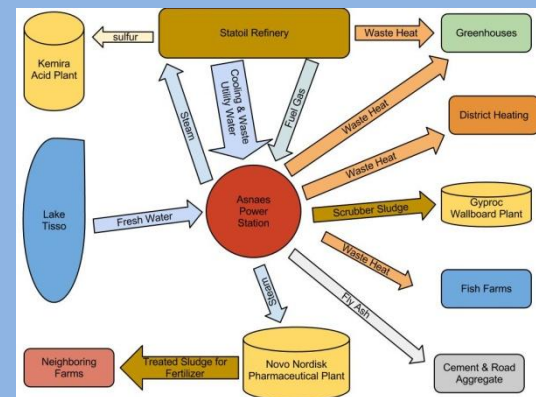 sulfur
Statoil Refinery
Waste Heat
Greenhouses
Kemira
Acid Plant
Steam
Cooling & Waste
Utility Water
Fuel Gas
Waste Heat
District Heating
Waste Heat
Lake
Tisso
Fresh Water
Asnaes
Power
Station
Scrubber Sludge
Gyproc
Wallboard Plant
Waste Heat
Fish Farms
Steam
Fly Ash
Neighboring
Farms
Treated Sludge for
Fertilizer
Novo Nordisk
Pharmaceutical Plant
Cement & Road
Aggregate